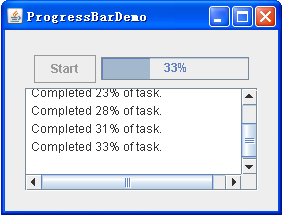 ProgressBarDemo
Start 33%
Completed 23% of task.
Completed 28% of task.
Completed 31% of task.
Completed 33% of task.